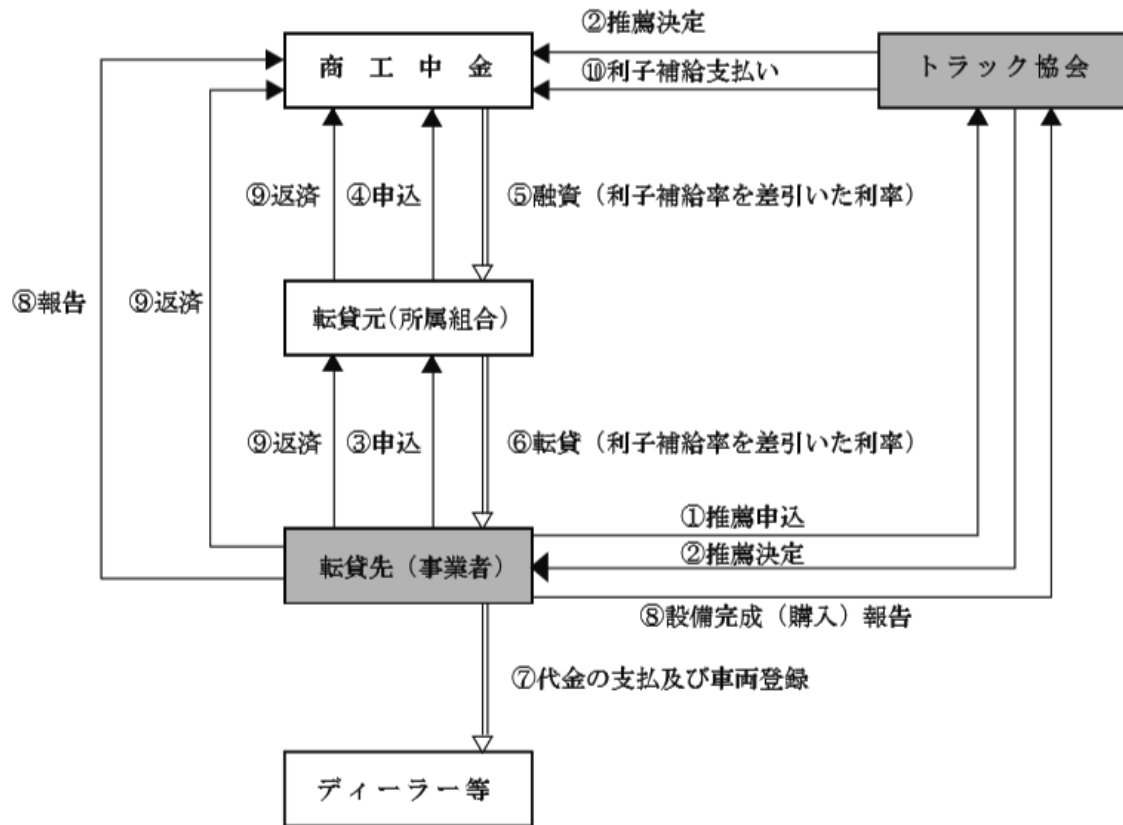 ②推薦決定
商工中金
トラック協会
⑩利子補給支払い
⑨返済
④申込
⑤融資（利子補給率を差引いた利率）
⑧報告
⑨返済
転貸元（所属組合）
⑨返済
③申込
⑥転貸（利子補給率を差引いた利率）
①推薦申込
転貸先（事業者）
②推薦決定
⑧設備完成（購入）報告
⑦代金の支払及び車両登録
ディーラー等